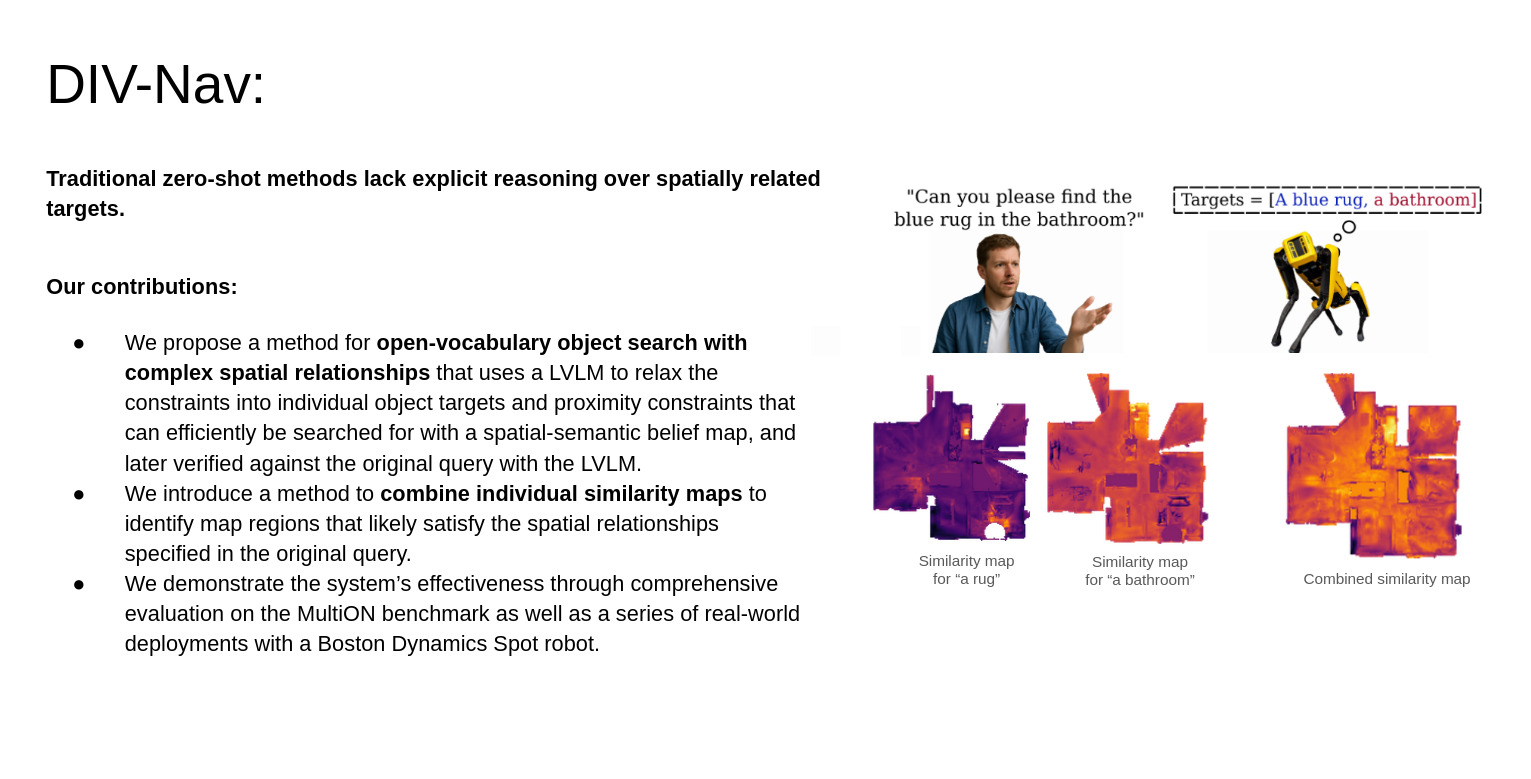 DIV-Nav:
Traditional zero-shot methods lack explicit reasoning over spatially related
targets.
Our contributions:
● We propose a method for open-vocabulary object search with
complex spatial relationships that uses a LVLM to relax the
constraints into individual object targets and proximity constraints that
can efficiently be searched for with a spatial-semantic belief map, and
later verified against the original query with the LVLM.
● We introduce a method to combine individual similarity maps to
identify map regions that likely satisfy the spatial relationships
specified in the original query.
● We demonstrate the system’s effectiveness through comprehensive
evaluation on the MultiON benchmark as well as a series of real-world
deployments with a Boston Dynamics Spot robot.
"Can you please find the
blue rug in the bathroom?"
Targets = [A blue rug, a bathroom]
Similarity map
for “a rug”
Similarity map
for “a bathroom”
Combined similarity map